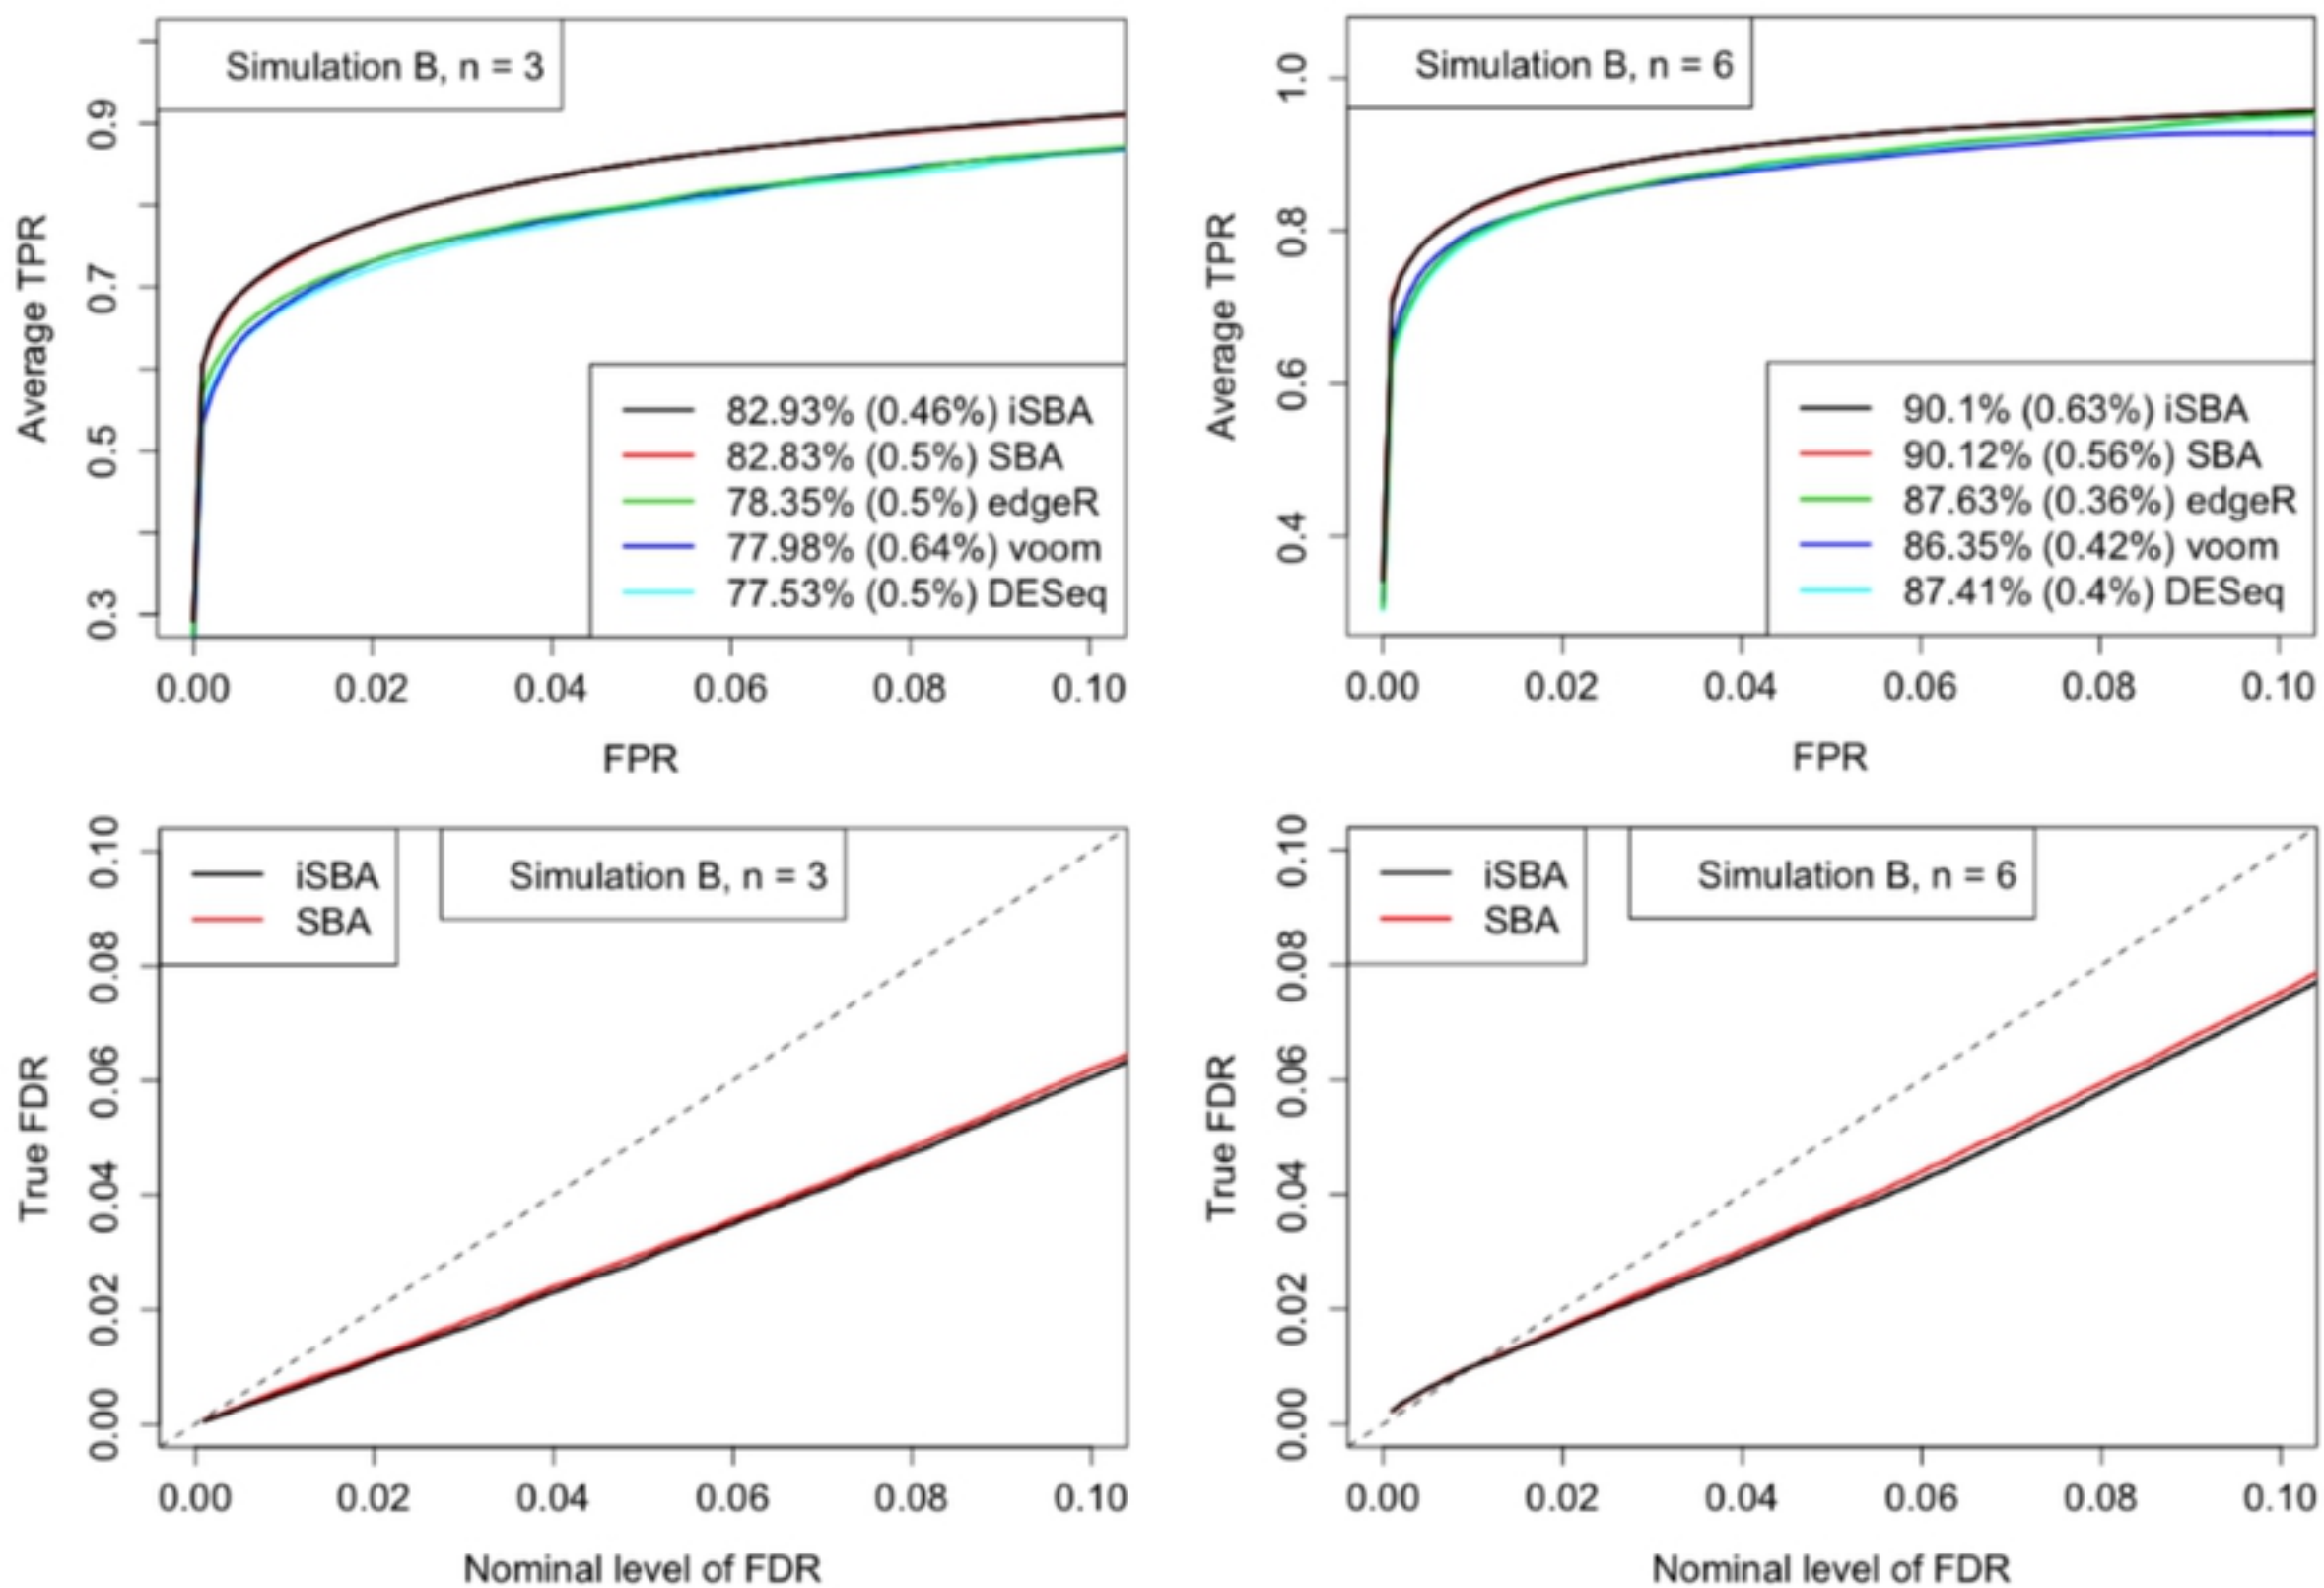 Simulation B, n = 3
Average TPR
0.9
0.7
0.5
0.3
82.93% (0.46%) iSBA
82.83% (0.5%) SBA
78.35% (0.5%) edgeR
77.98% (0.64%) voom
77.53% (0.5%) DESeq
0.00 0.02 0.04 0.06 0.08 0.10
FPR
Simulation B, n = 6
Average TPR
1.0
0.8
0.6
0.4
90.1% (0.63%) iSBA
90.12% (0.56%) SBA
87.63% (0.36%) edgeR
86.35% (0.42%) voom
87.41% (0.4%) DESeq
0.00 0.02 0.04 0.06 0.08 0.10
FPR
iSBA
SBA
Simulation B, n = 3
True FDR
0.10
0.08
0.06
0.04
0.02
0.00
0.00 0.02 0.04 0.06 0.08 0.10
Nominal level of FDR
iSBA
SBA
Simulation B, n = 6
True FDR
0.10
0.08
0.06
0.04
0.02
0.00
0.00 0.02 0.04 0.06 0.08 0.10
Nominal level of FDR